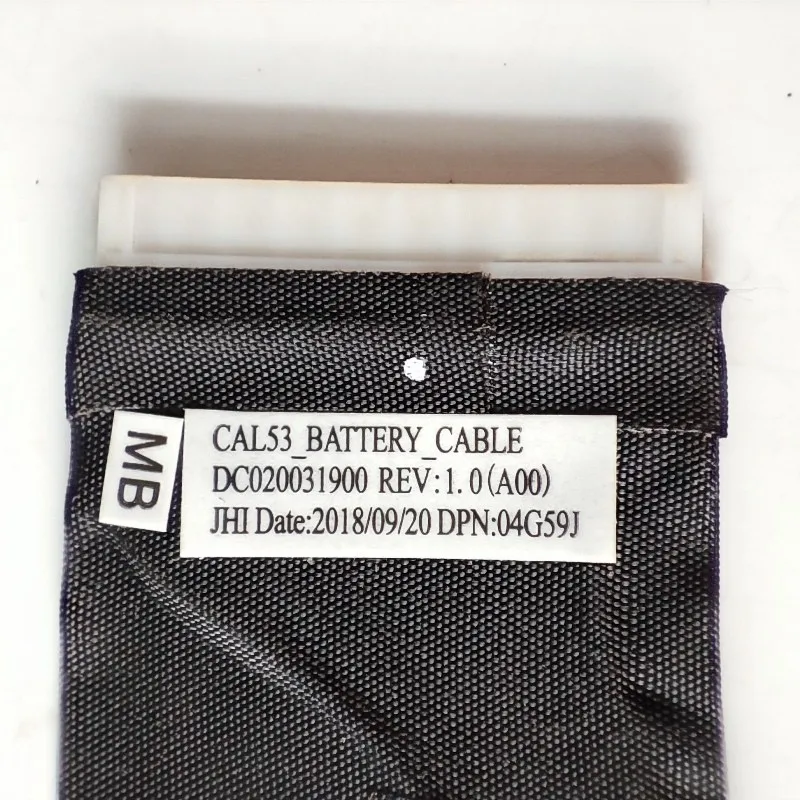 MB
CAL53_BATTERY_CABLE
DC020031900 REV:1.0(A00)
JHI Date:2018/09/20 DPN:04G59J